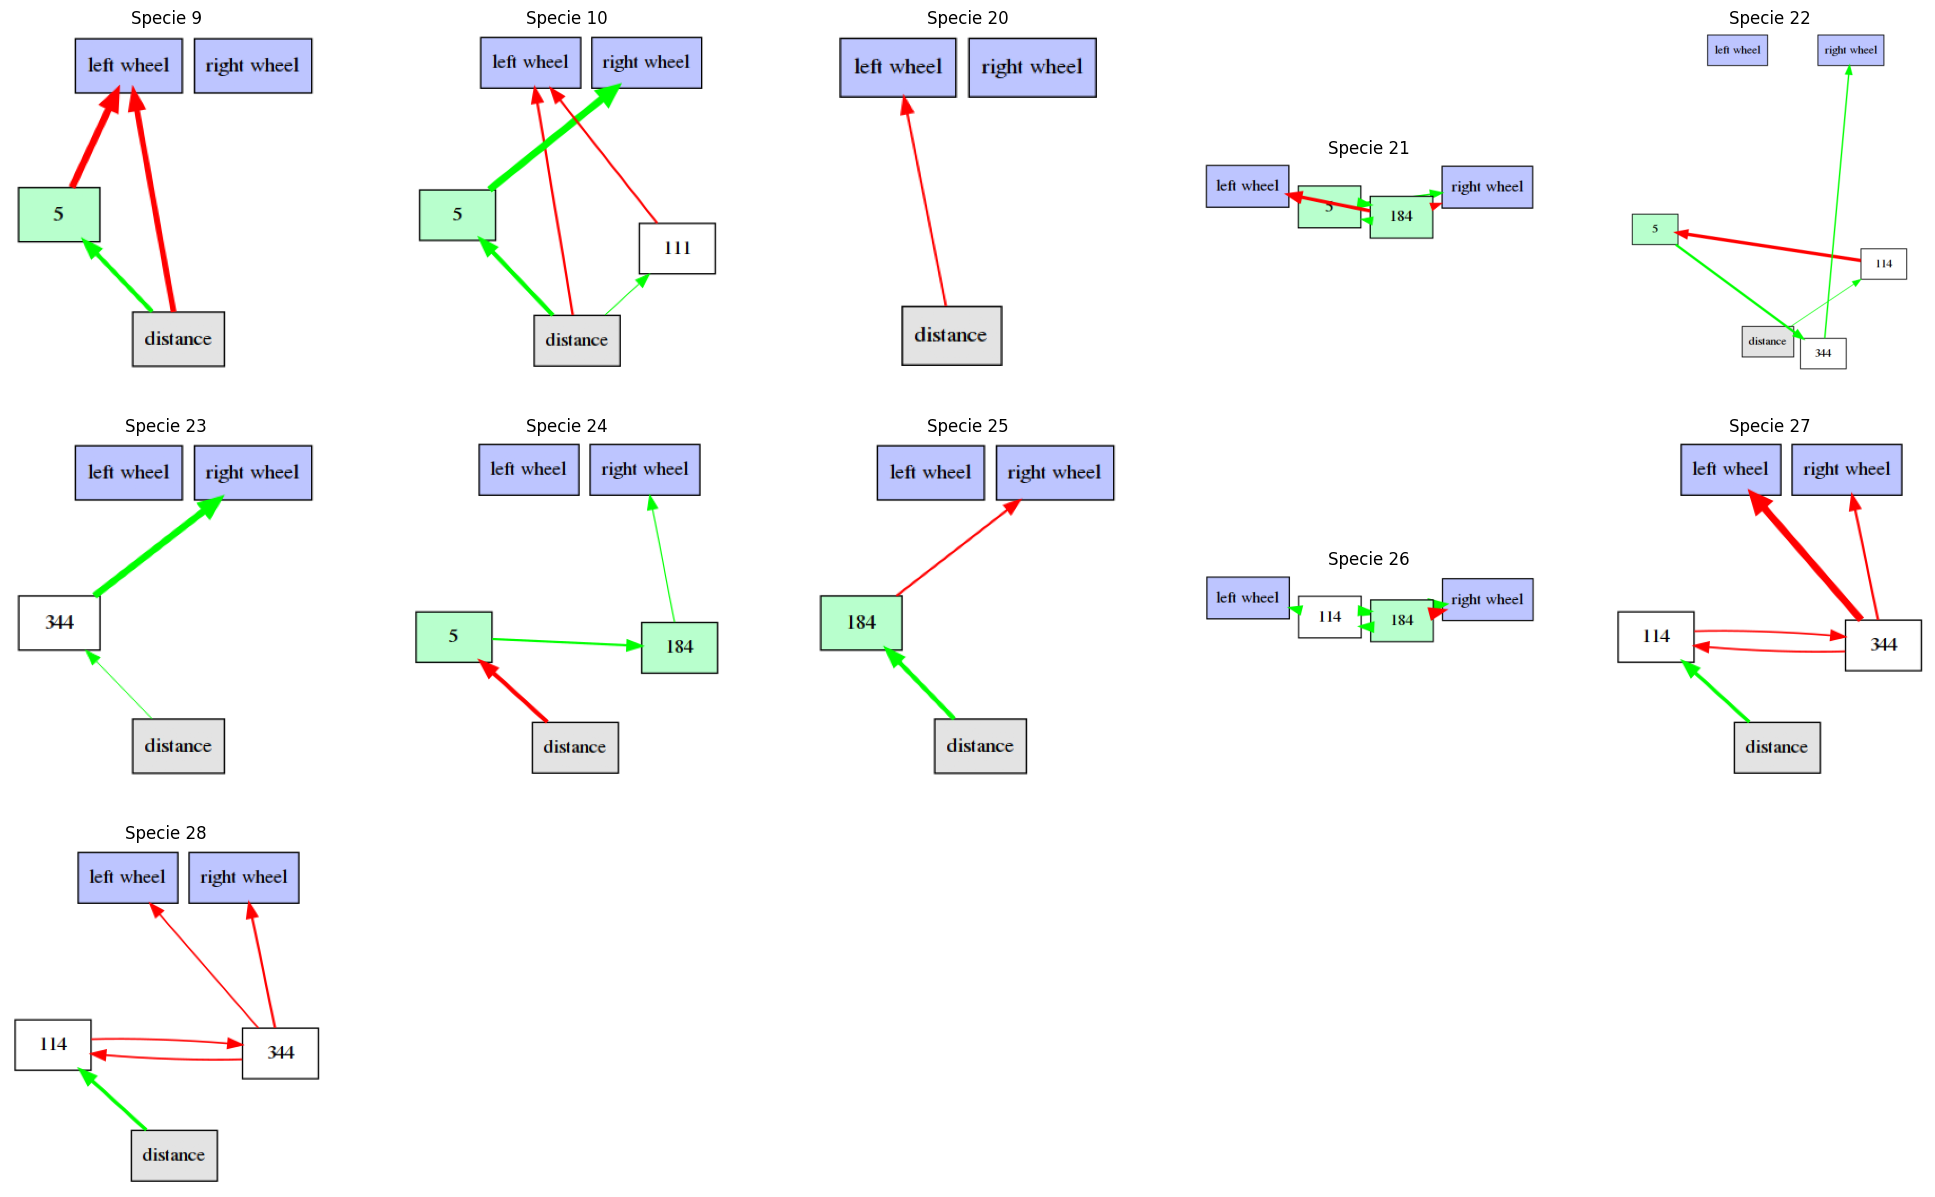 Specie 9
left wheel
right wheel
5
distance
Specie 10
left wheel
right wheel
5
111
distance
Specie 20
left wheel
right wheel
distance
Specie 21
left wheel
right wheel
5
184
Specie 22
left wheel
right wheel
5
114
distance
344
Specie 23
left wheel
right wheel
344
distance
Specie 24
left wheel
right wheel
5
184
distance
Specie 25
left wheel
right wheel
184
distance
Specie 26
left wheel
right wheel
114
184
Specie 27
left wheel
right wheel
114
344
distance
Specie 28
left wheel
right wheel
114
344
distance